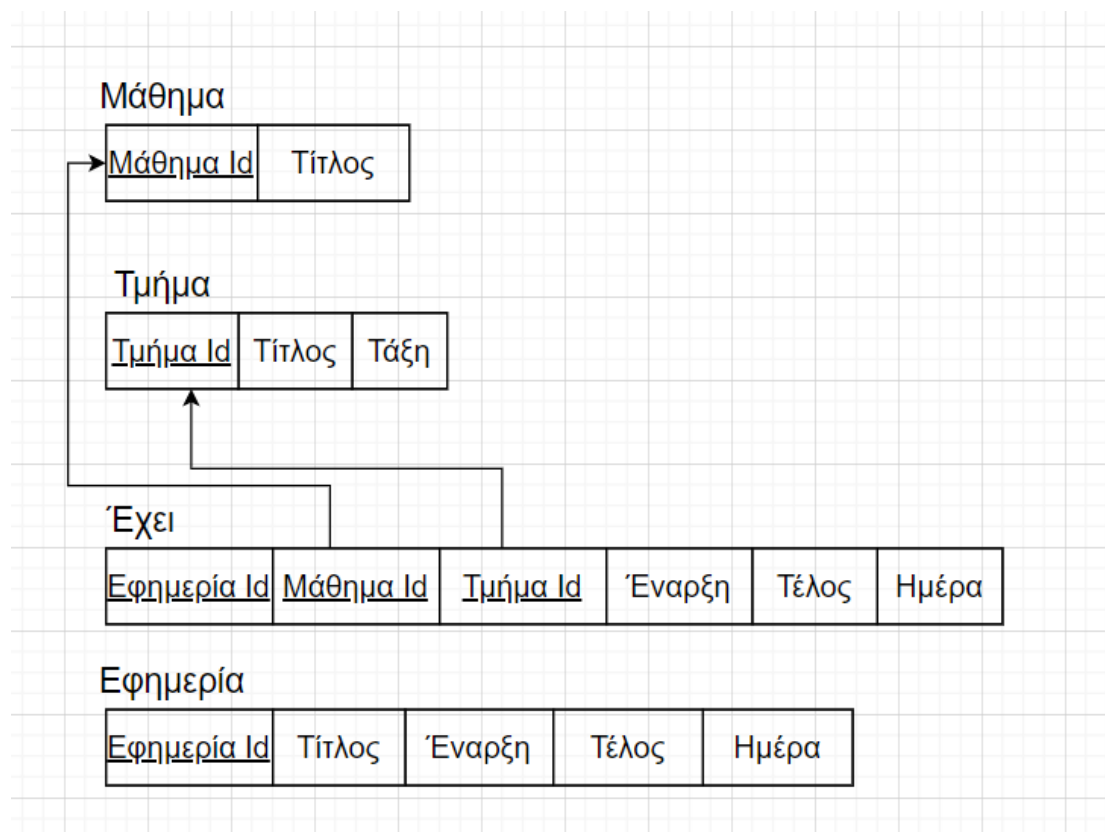 Μάθημα
Μάθημα Id Τίτλος
Τμήμα
Τμήμα Id Τίτλος Τάξη
Έχει
Εφημερία Id Μάθημα Id Τμήμα Id Έναρξη Τέλος Ημέρα
Εφημερία
Εφημερία Id Τίτλος Έναρξη Τέλος Ημέρα